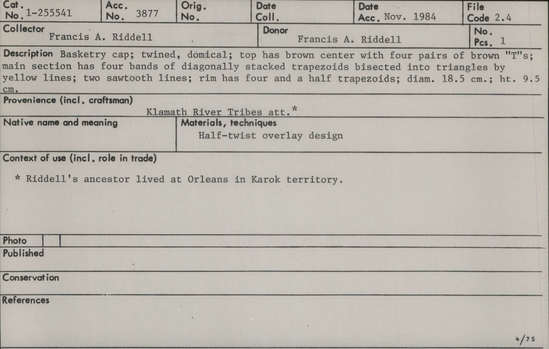 Cat. No. 1-255541 Acc. No. 3877 Orig. No. Date Coll. Date Acc. Nov. 1984 File Code 2.4
Collector Francis A. Riddell Donor Francis A. Riddell No. Pcs. 1
Description Basketry cap; twined, domical; top has brown center with four pairs of brown "T"s;
main section has four bands of diagonally stacked trapezoids bisected into triangles by
yellow lines; two sawtooth lines; rim has four and a half trapezoids; diam. 18.5 cm.; ht. 9.5
cm.
Provenience (incl. craftsman)
Klamath River Tribes att.*
Native name and meaning Materials, techniques
Half-twist overlay design
Context of use (incl. role in trade)
* Riddell's ancestor lived at Orleans in Karok territory.
Photo
Published
Conservation
References
4/75